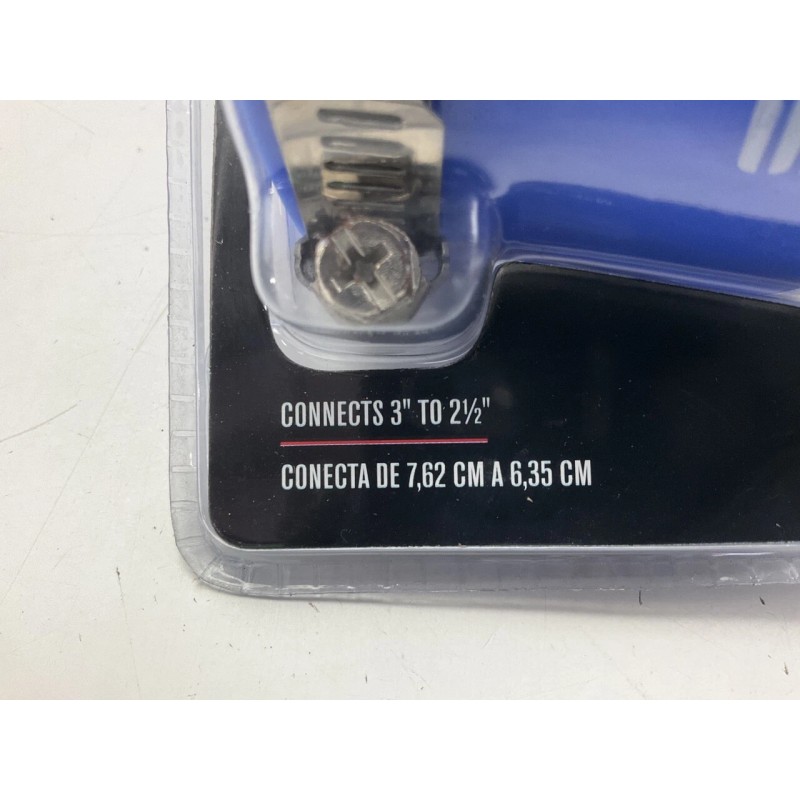 CONNECTS 3" TO 2½"
CONECTA DE 7,62 CM A 6,35 CM